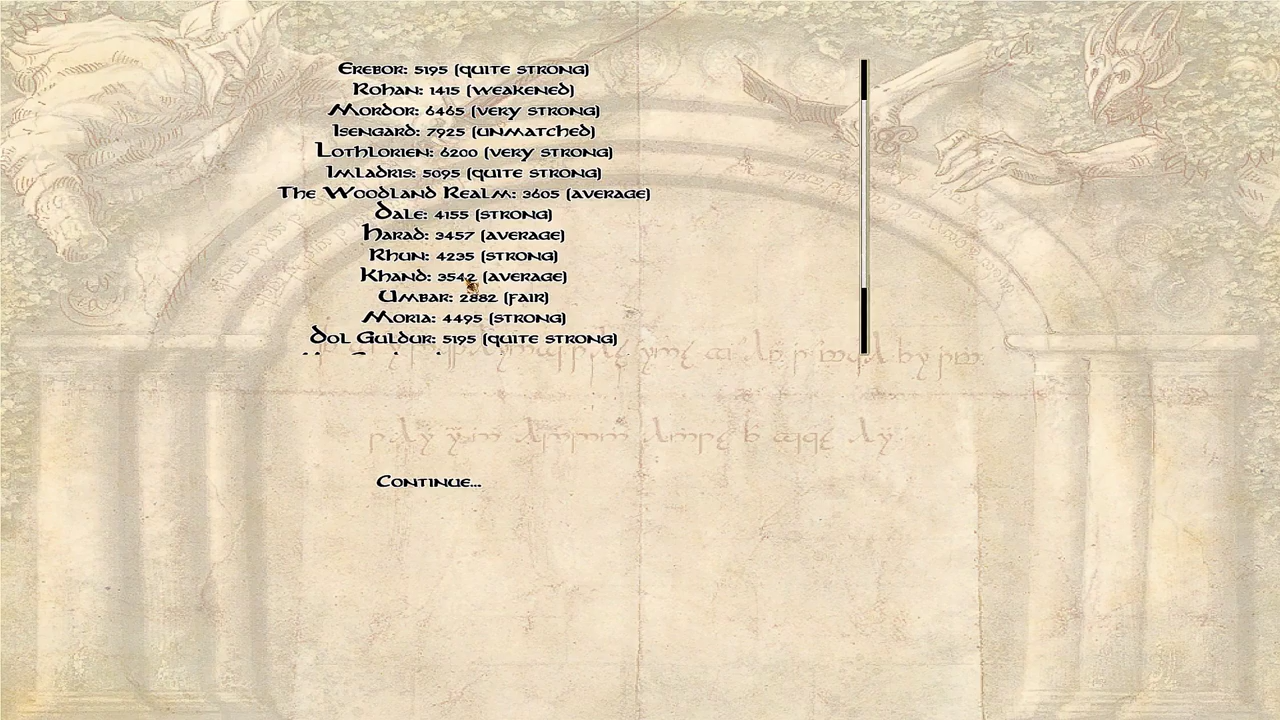 Erebor: 5195 (quite strong)
Rohan: 1415 (weakened)
Mordor: 6465 (very strong)
Isengard: 7925 (unmatched)
Lothlorien: 6200 (very strong)
Imladris: 5095 (quite strong)
The Woodland Realm: 3605 (average)
Dale: 4155 (strong)
Harad: 3457 (average)
Rhun: 4235 (strong)
Khand: 3542 (average)
Umbar: 2882 (fair)
Moria: 4495 (strong)
Dol Guldur: 5195 (quite strong)
Continue...